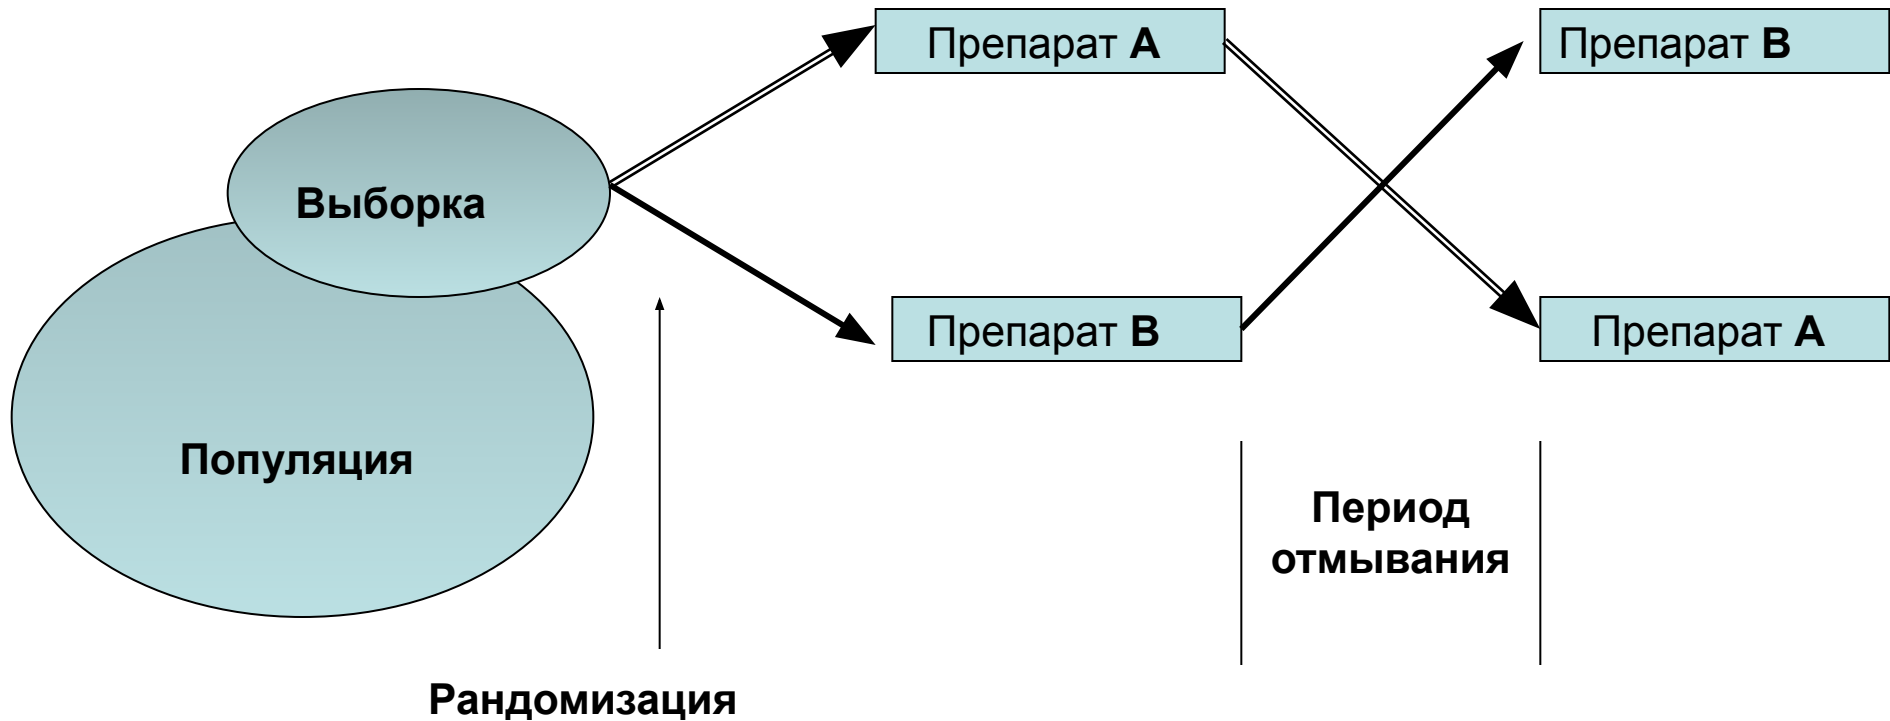 Препарат А
Препарат В
Выборка
Препарат В
Препарат А
Популяция
Период
отмывания
Рандомизация